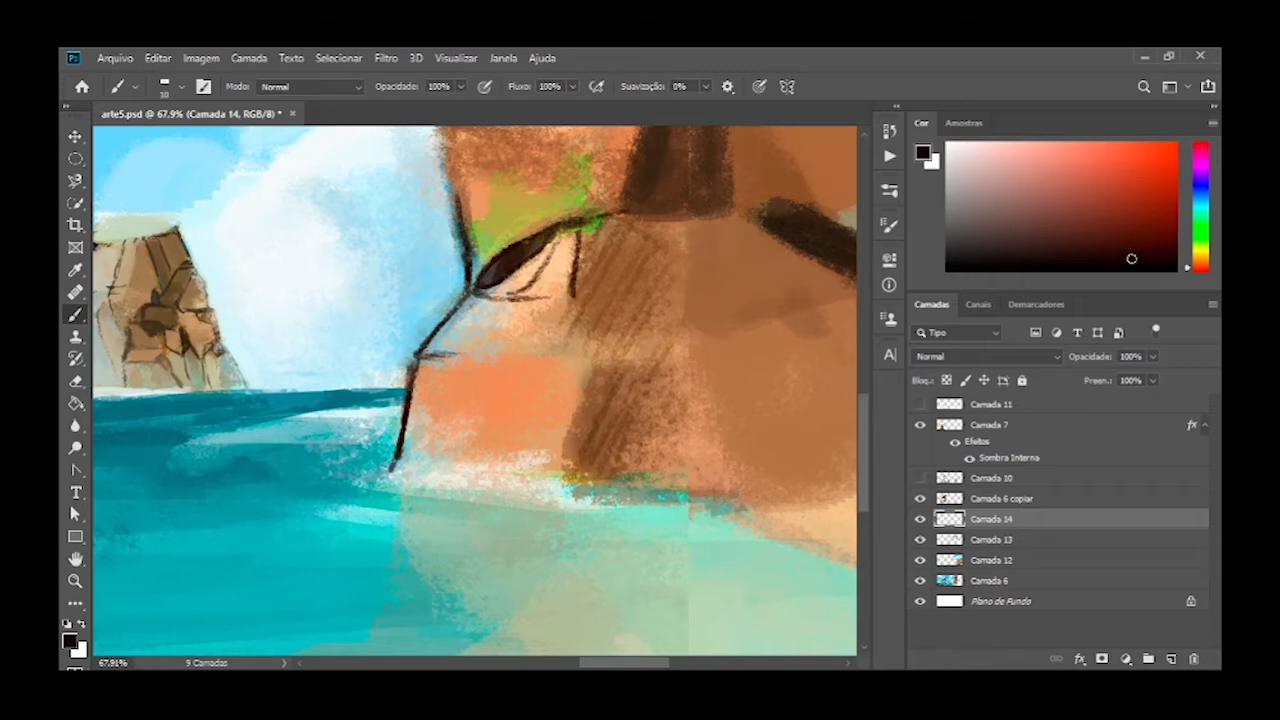 Ps Arquivo Editar Imagem Camada Texto Selecionar Filtro 3D Visualizar Janela Ajuda
10 Modo: Normal Opacidade: 100% Fluxo: 100% Suavização: 0%
arte5.psd @ 67,9% (Camada 14, RGB/8) * ×
Cor Amostras
Camadas Canais Demarcadores
Tipo
Normal Opacidade: 100%
Bloq.: Preen.: 100%
Camada 11
Camada 7 fx
Efeitos
Sombra Interna
Camada 10
Camada 6 copiar
Camada 14
Camada 13
Camada 12
Camada 6
Plano de Fundo
67,91% 9 Camadas